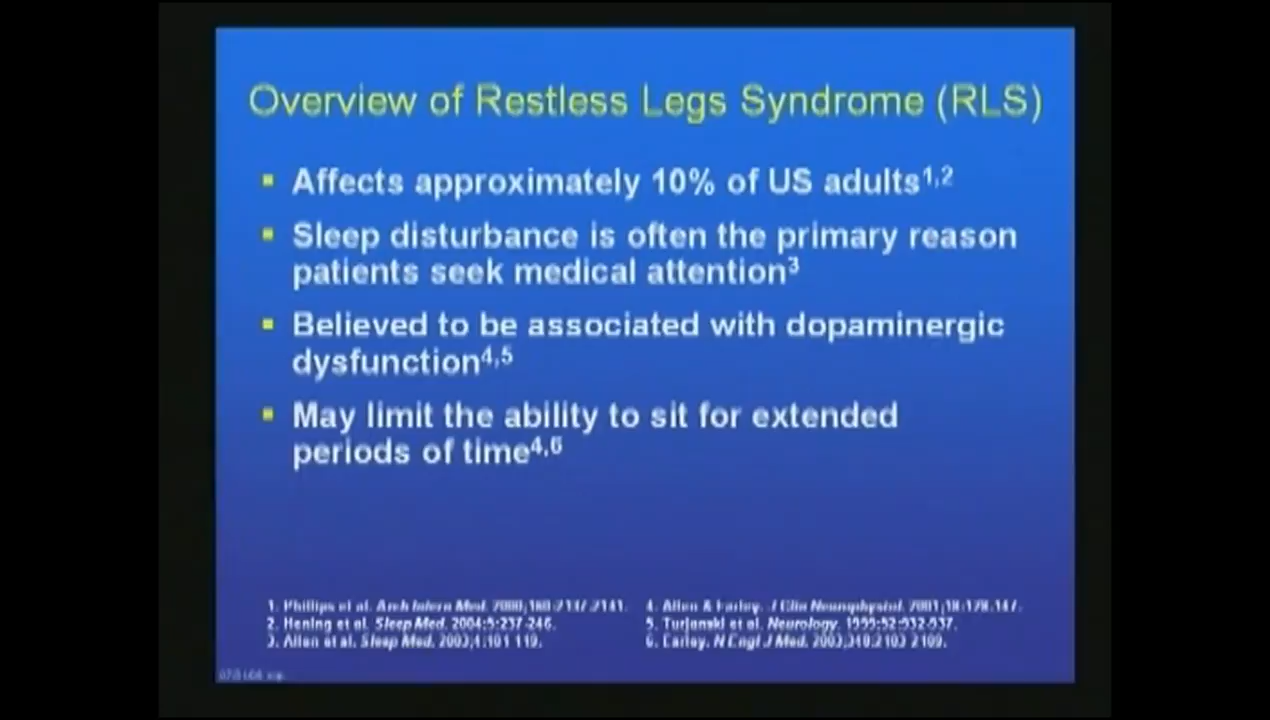 Overview of Restless Legs Syndrome (RLS)
▪ Affects approximately 10% of US adults1,2
▪ Sleep disturbance is often the primary reason
patients seek medical attention3
▪ Believed to be associated with dopaminergic
dysfunction4,5
▪ May limit the ability to sit for extended
periods of time4,6
1. Phillips et al. Arch Intern Med. 2000;160:2137-2141.
2. Hening et al. Sleep Med. 2004;5:237-246.
3. Allen et al. Sleep Med. 2003;4:101-119.
4. Allen & Earley. J Clin Neurophysiol. 2001;18:128-147.
5. Turjanski et al. Neurology. 1999;52:932-937.
6. Earley. N Engl J Med. 2003;348:2103-2109.